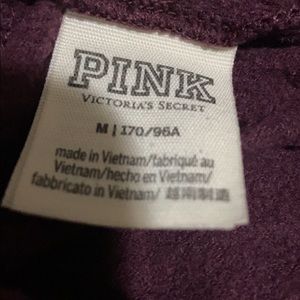 PINK
VICTORIA'S SECRET
M | 170/96A
made in Vietnam/fabriqué au
Vietnam/hecho en Vietnam/
fabbricato in Vietnam/ 越南制造